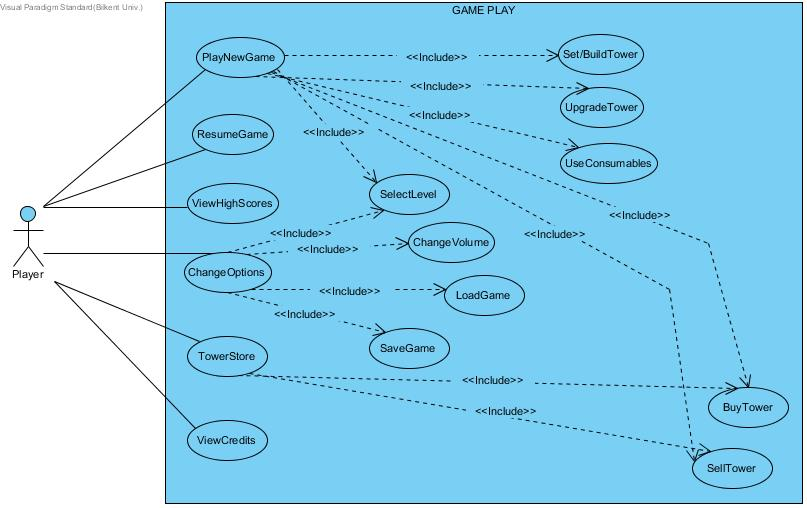 Visual Paradigm Standard(Bilkent Univ.)
GAME PLAY
PlayNewGame
<<Include>>
Set/BuildTower
<<Include>>
UpgradeTower
<<Include>>
ResumeGame
<<Include>>
UseConsumables
SelectLevel
ViewHighScores
<<Include>>
<<Include>>
<<Include>>
ChangeVolume
<<Include>>
Player
ChangeOptions
<<Include>>
LoadGame
<<Include>>
SaveGame
TowerStore
<<Include>>
BuyTower
<<Include>>
ViewCredits
SellTower